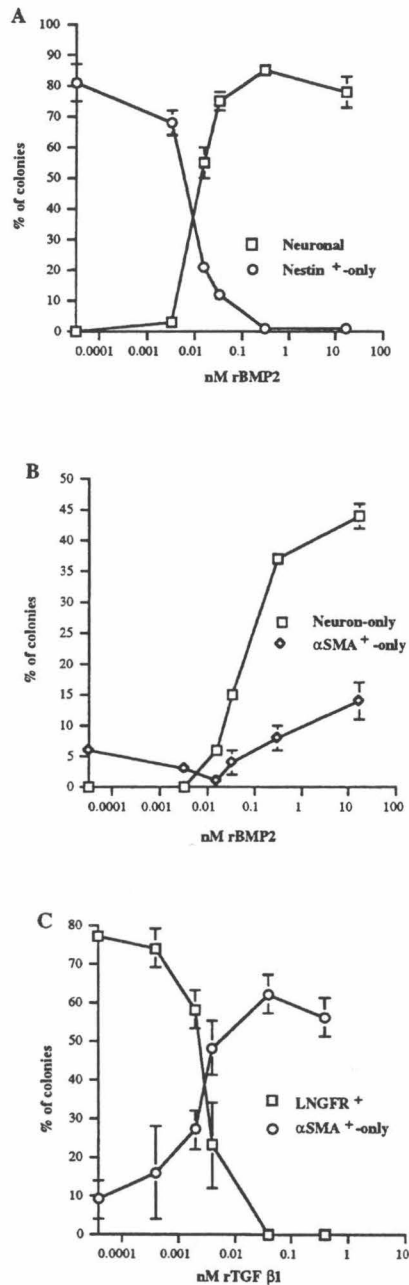 A
100
90
80
70
60
50
40
30
20
10
0
% of colonies
Neuronal
Nestin +-only
0.0001 0.001 0.01 0.1 1 10 100
nM rBMP2
B
50
45
40
35
30
25
20
15
10
5
0
% of colonies
Neuron-only
αSMA+-only
0.0001 0.001 0.01 0.1 1 10 100
nM rBMP2
C
80
70
60
50
40
30
20
10
0
% of colonies
LNGFR +
αSMA+-only
0.0001 0.001 0.01 0.1 1 10
nM rTGF β1